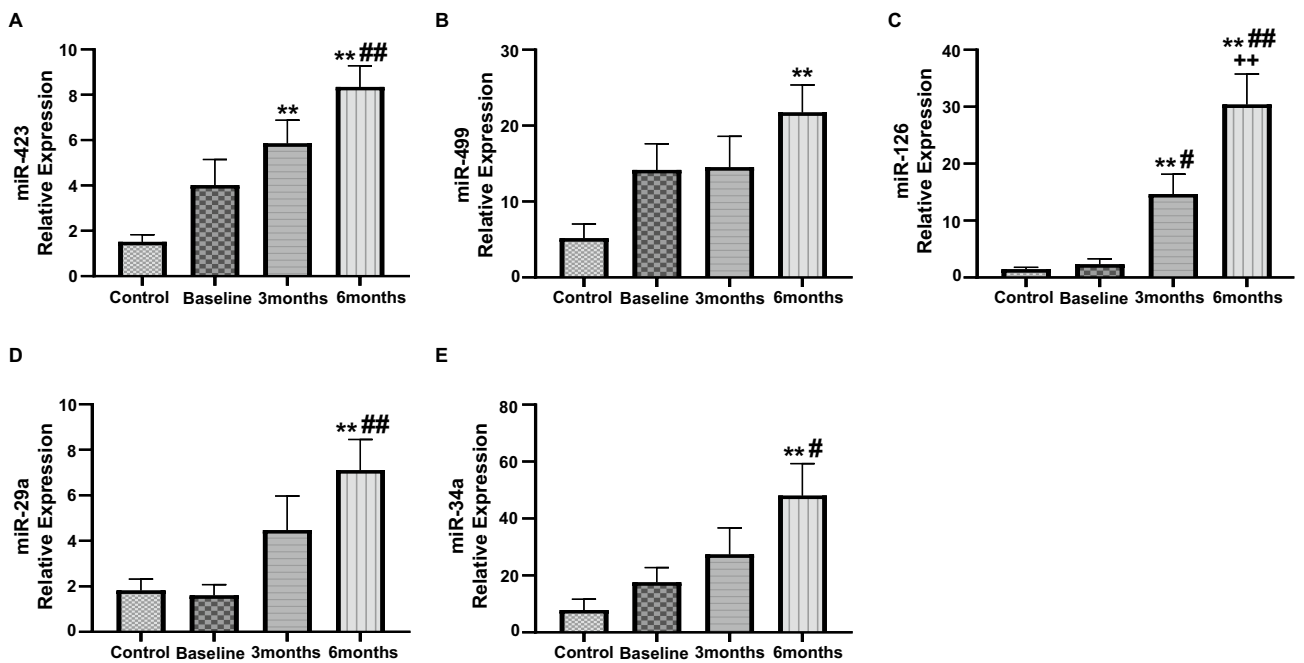 A
miR-423
Relative Expression
10
8
6
4
2
0
** ##
**
Control Baseline 3months 6months
B
miR-499
Relative Expression
30
20
10
0
**
Control Baseline 3months 6months
C
miR-126
Relative Expression
40
30
20
10
0
** ##
++
** #
Control Baseline 3months 6months
D
miR-29a
Relative Expression
10
8
6
4
2
0
** ##
Control Baseline 3months 6months
E
miR-34a
Relative Expression
80
60
40
20
0
** #
Control Baseline 3months 6months